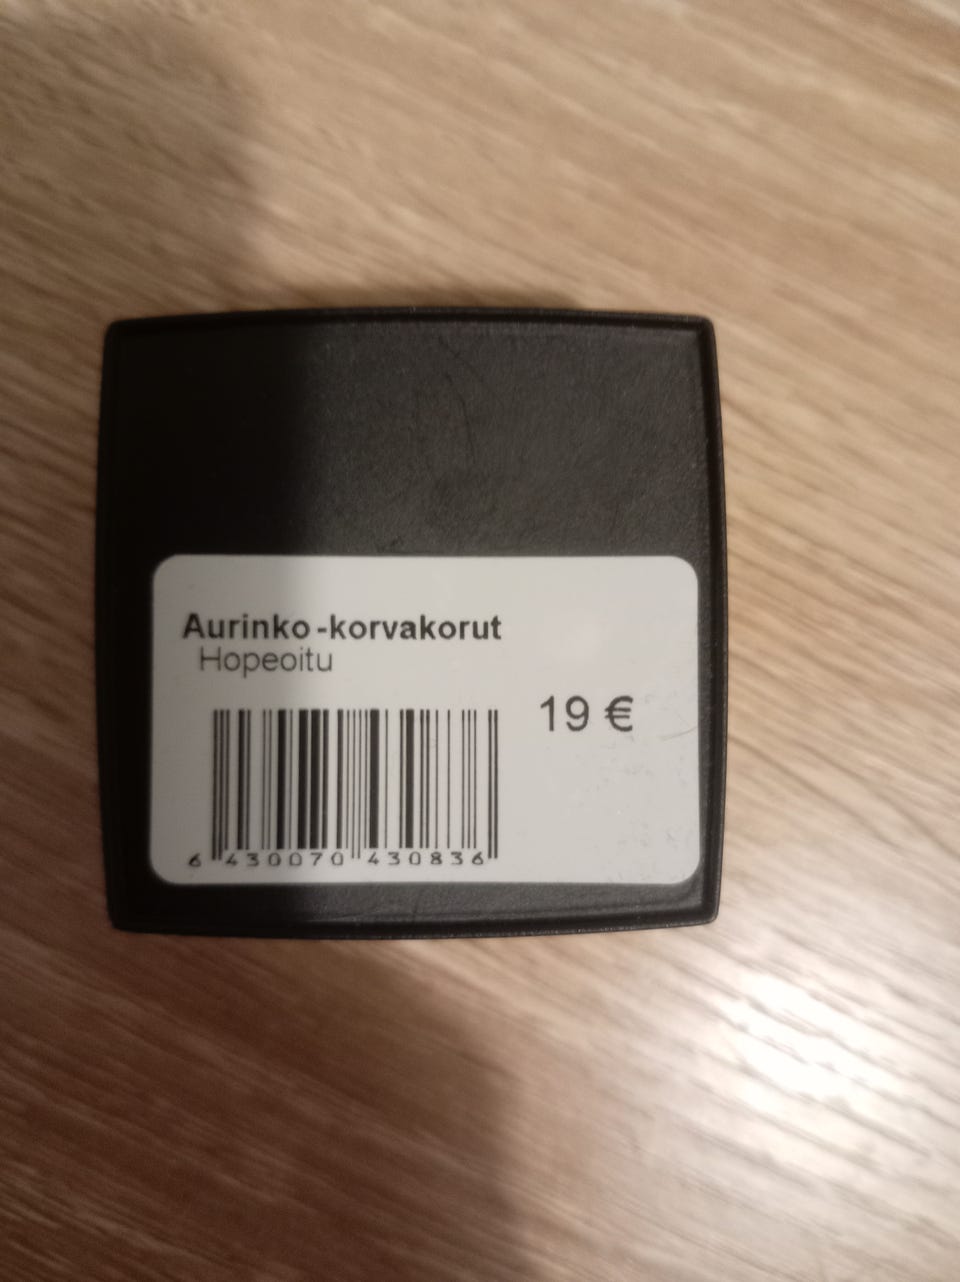 Aurinko -korvakorut
Hopeoitu
19 €
6 430070 430836